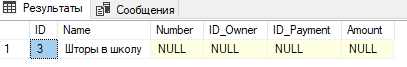 Результаты Сообщения
ID Name Number ID_Owner ID_Payment Amount
1 3 Шторы в школу NULL NULL NULL NULL